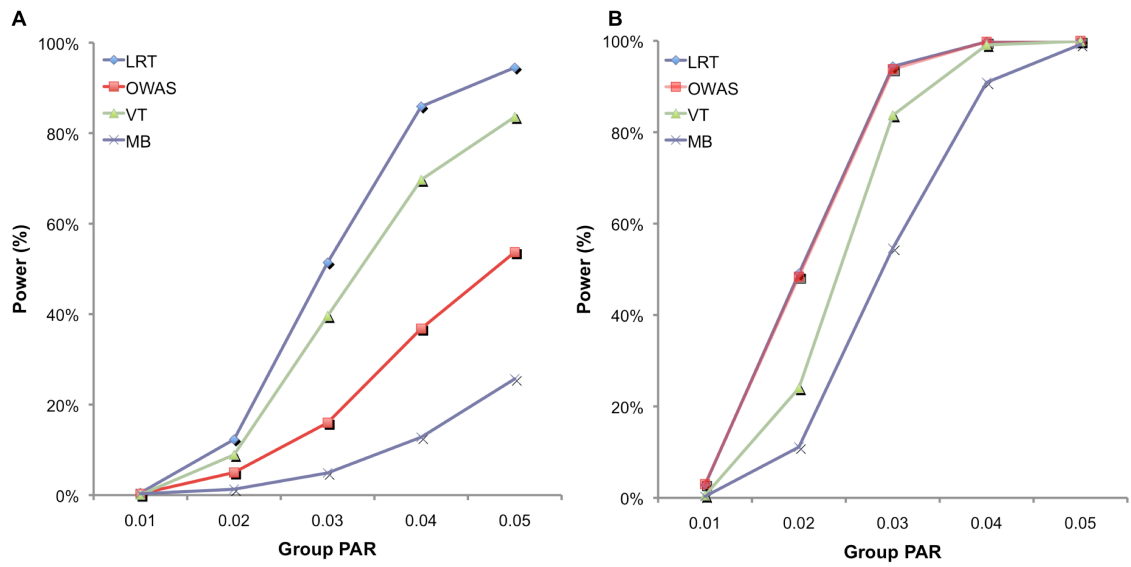 A
100%
80%
60%
40%
20%
0%
Power (%)
LRT
OWAS
VT
MB
0.01 0.02 0.03 0.04 0.05
Group PAR
B
100%
80%
60%
40%
20%
0%
Power (%)
LRT
OWAS
VT
MB
0.01 0.02 0.03 0.04 0.05
Group PAR